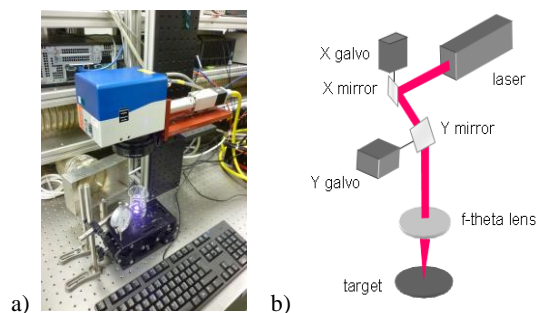 X galvo
laser
X mirror
Y mirror
Y galvo
f-theta lens
target
a)
b)